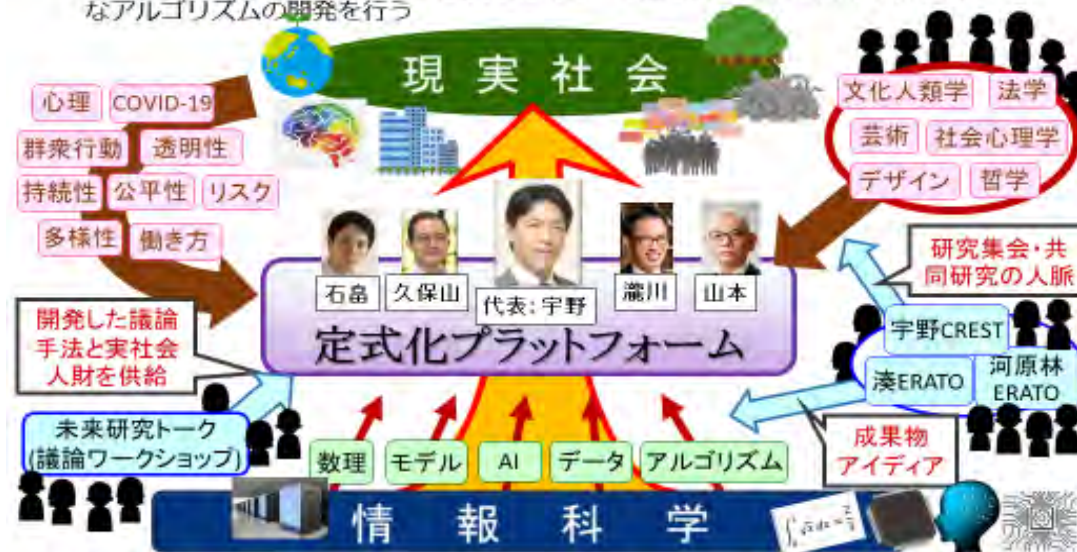 なアルゴリズムの開発を行う
現実社会
心理 COVID-19
群衆行動 透明性
持続性 公平性 リスク
多様性 働き方
文化人類学 法学
芸術 社会心理学
デザイン 哲学
石畠 久保山 代表:宇野 瀧川 山本
定式化プラットフォーム
研究集会・共
同研究の人脈
開発した議論
手法と実社会
人財を供給
宇野CREST
湊ERATO
河原林
ERATO
未来研究トーク
(議論ワークショップ)
数理 モデル AI データ アルゴリズム
成果物
アイディア
情報科学